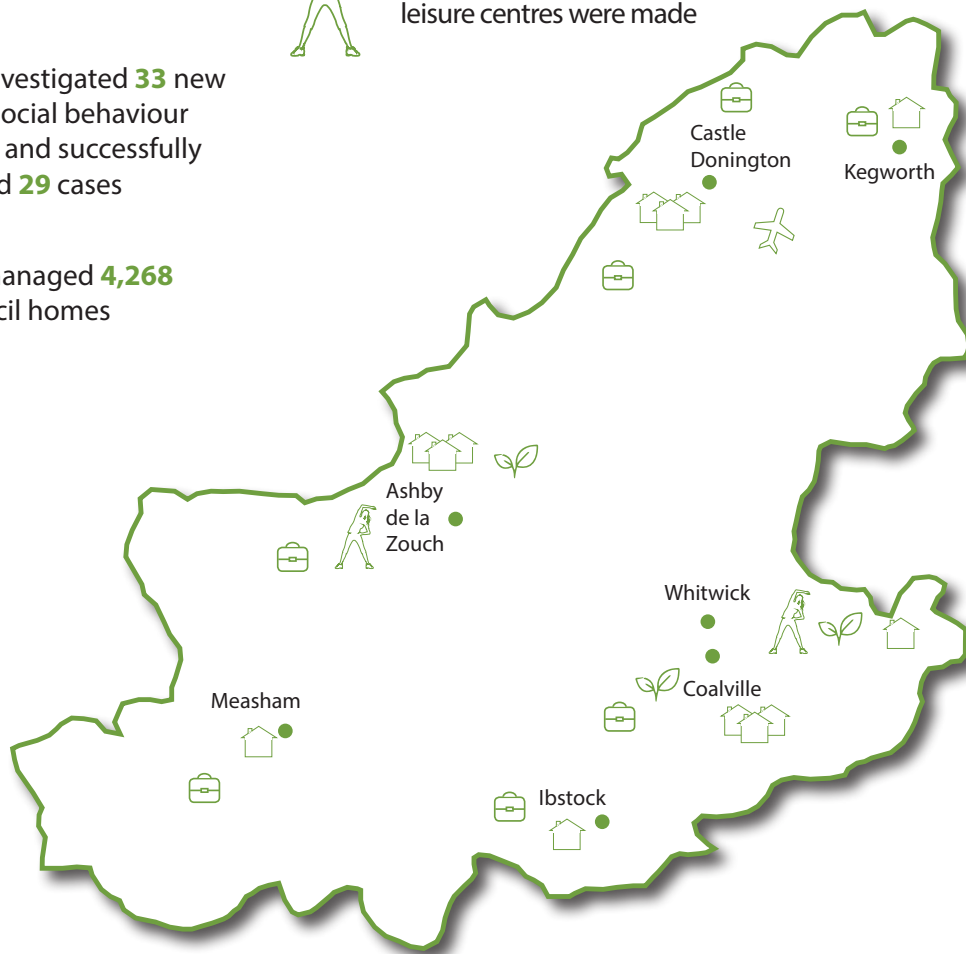 leisure centres were made
vestigated 33 new
ocial behaviour
and successfully
d 29 cases
anaged 4,268
cil homes
Castle
Donington
Kegworth
Ashby
de la
Zouch
Whitwick
Coalville
Measham
Ibstock